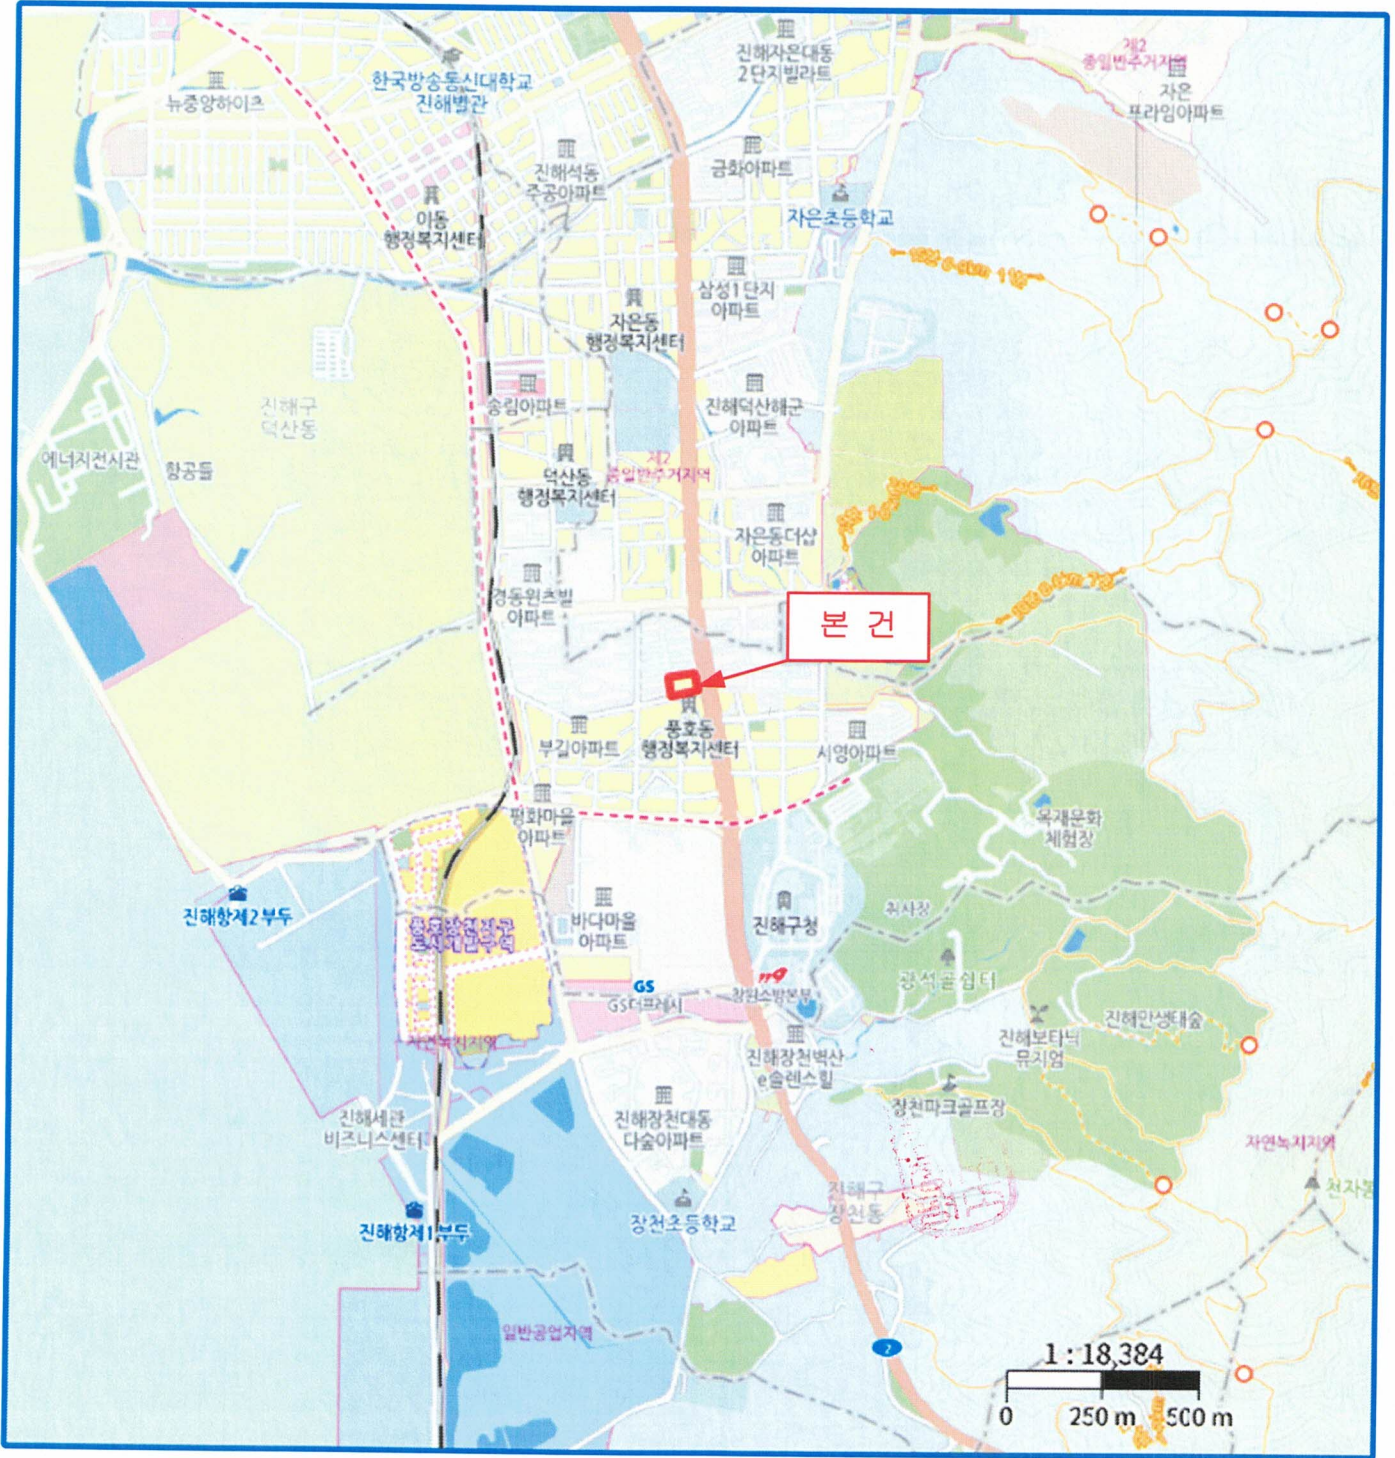 한국방송통신대학교
진해별관
뉴중앙하이츠
진해자은대동
2단지빌라트
제2
종일반주거지역
자은
프라임아파트
진해석동
주공아파트
금화아파트
이동
행정복지센터
자은초등학교
삼성1단지
아파트
자은동
행정복지센터
송림아파트
진해덕산해군
아파트
진해구
덕산동
에너지전시관
항공들
덕산동
행정복지센터
제2
종일반주거지역
자은동더샵
아파트
경동윈츠빌
아파트
본 건
부길아파트
풍호동
행정복지센터
시영아파트
평화마을
아파트
목재문화
체험장
진해항제2부두
풍호장천지구
도시개발구역
바다마을
아파트
진해구청
취사장
광석골쉼터
GS
GS더프레시
119
창원소방본부
진해만생태숲
진해보타닉
뮤지엄
자연녹지지역
진해장천벽산
e솔렌스힐
장천파크골프장
진해세관
비즈니스센터
진해장천대동
다숲아파트
자연녹지지역
진해구
장천동
진해항제1부두
장천초등학교
일반공업지역
2
1 : 18,384
0 250 m 500 m